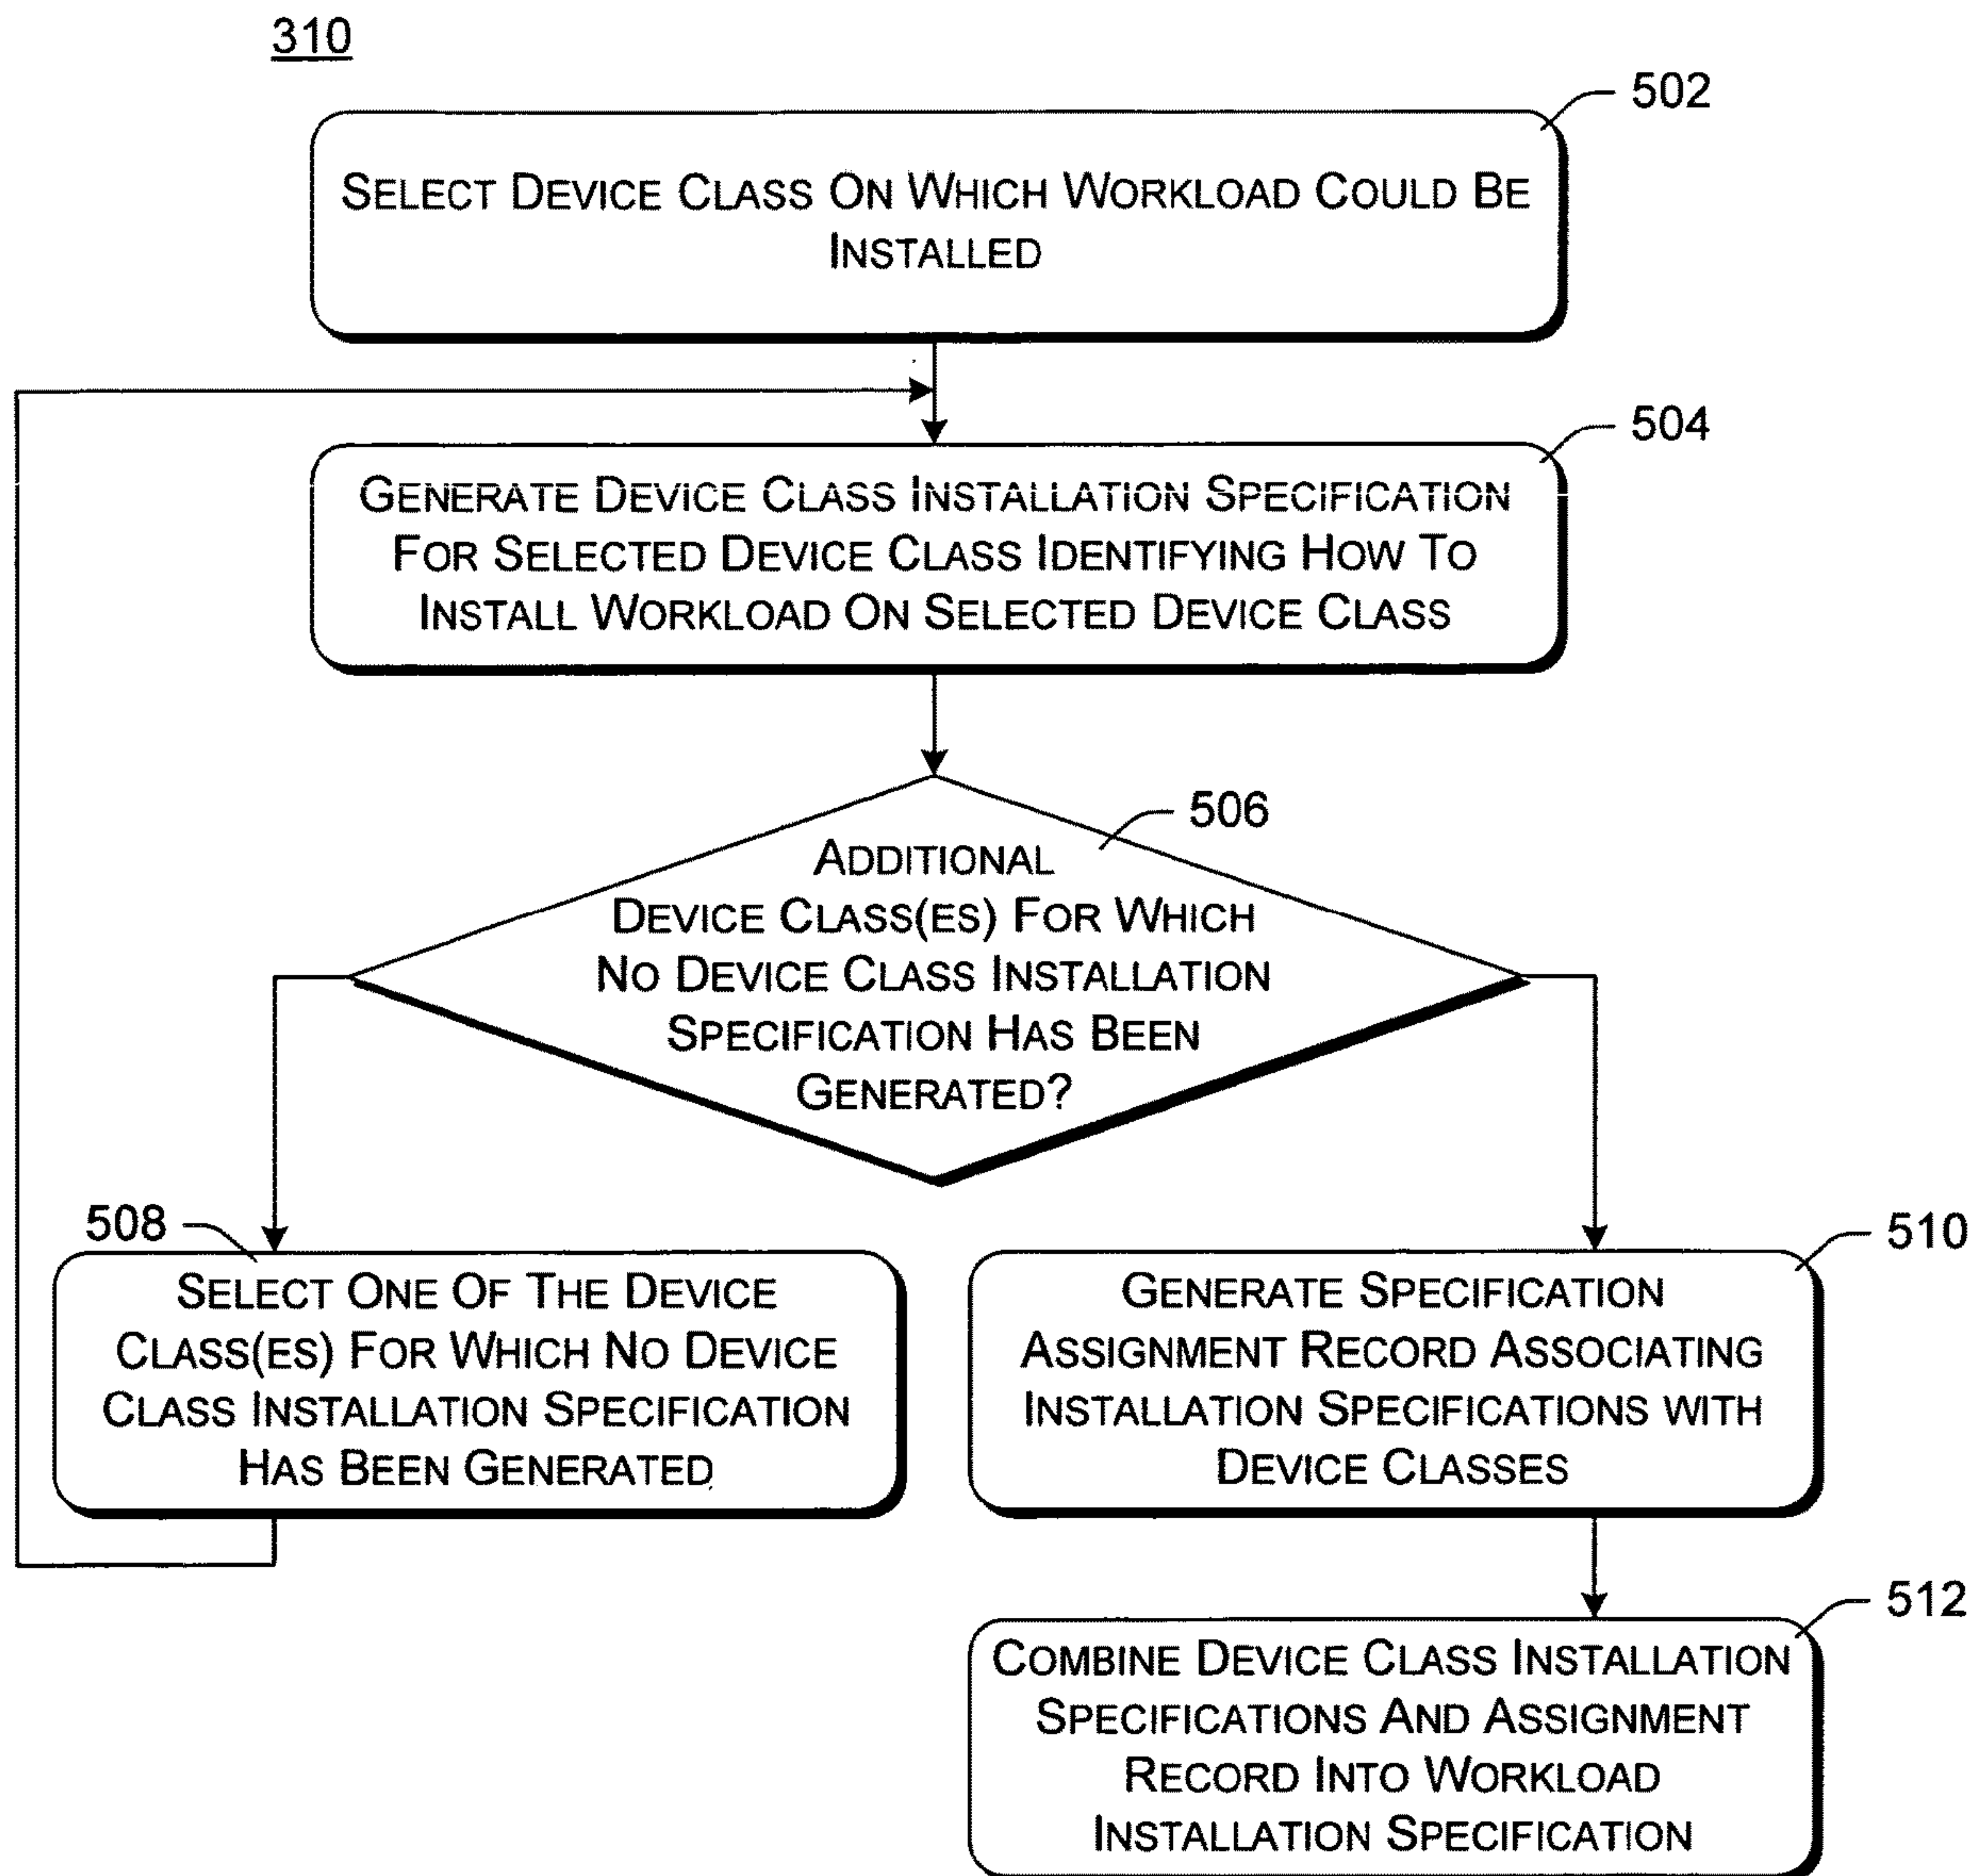 310
502
SELECT DEVICE CLASS ON WHICH WORKLOAD COULD BE
INSTALLED
504
GENERATE DEVICE CLASS INSTALLATION SPECIFICATION
FOR SELECTED DEVICE CLASS IDENTIFYING HOW TO
INSTALL WORKLOAD ON SELECTED DEVICE CLASS
506
ADDITIONAL
DEVICE CLASS(ES) FOR WHICH
NO DEVICE CLASS INSTALLATION
SPECIFICATION HAS BEEN
GENERATED?
508
SELECT ONE OF THE DEVICE
CLASS(ES) FOR WHICH NO DEVICE
CLASS INSTALLATION SPECIFICATION
HAS BEEN GENERATED
510
GENERATE SPECIFICATION
ASSIGNMENT RECORD ASSOCIATING
INSTALLATION SPECIFICATIONS WITH
DEVICE CLASSES
512
COMBINE DEVICE CLASS INSTALLATION
SPECIFICATIONS AND ASSIGNMENT
RECORD INTO WORKLOAD
INSTALLATION SPECIFICATION